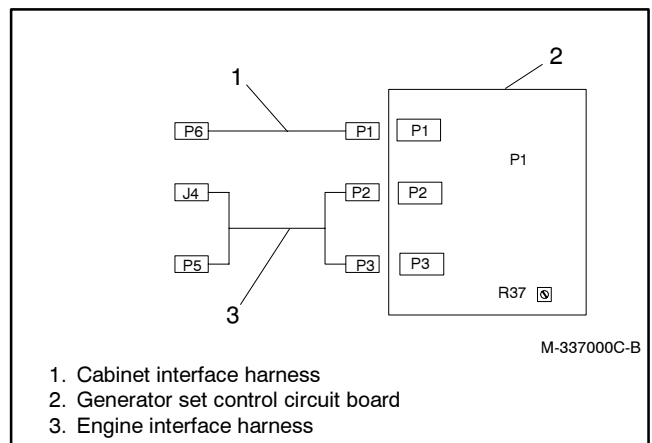 1
2
P6
P1
P1
P1
J4
P2
P2
P5
P3
P3
R37
3
M-337000C-B
1. Cabinet interface harness
2. Generator set control circuit board
3. Engine interface harness